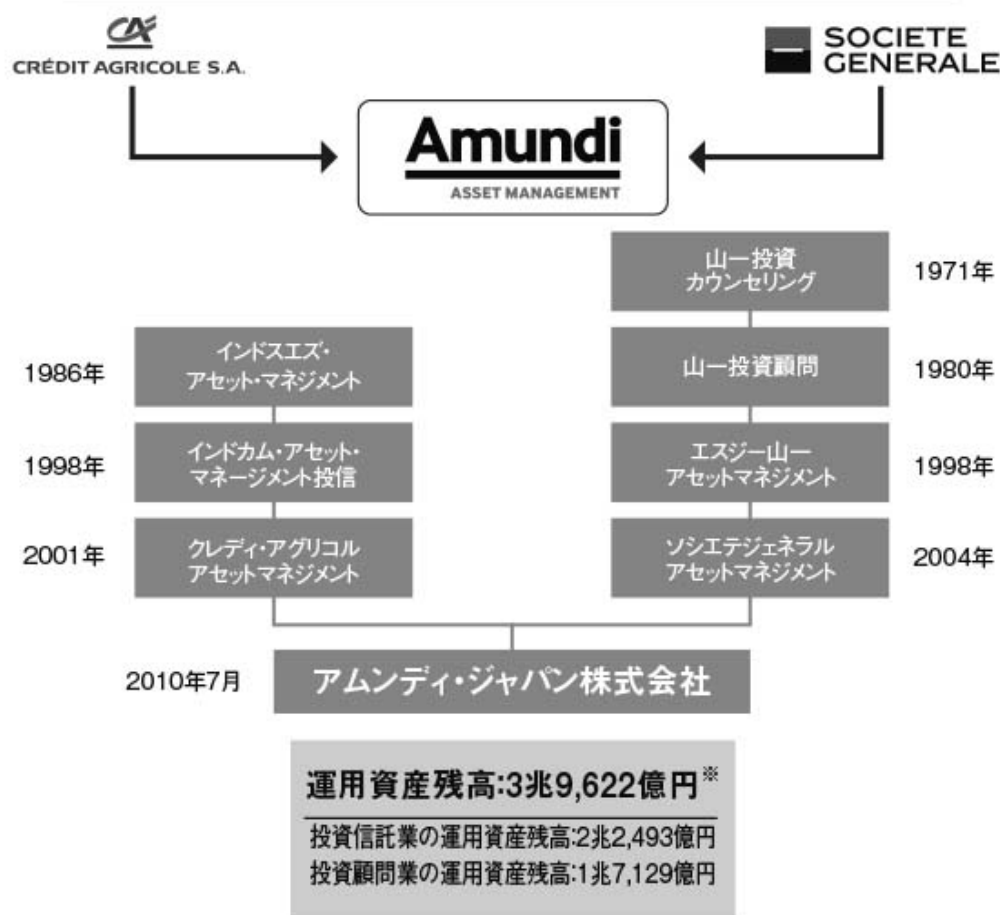 CA
CRÉDIT AGRICOLE S.A.
SOCIETE
GENERALE
Amundi
ASSET MANAGEMENT
山一投資
カウンセリング
1971年
1986年
インドスエズ・
アセット・マネジメント
山一投資顧問
1980年
1998年
インドカム・アセット・
マネージメント投信
エスジー山一
アセットマネジメント
1998年
2001年
クレディ・アグリコル
アセットマネジメント
ソシエテジェネラル
アセットマネジメント
2004年
2010年7月
アムンディ・ジャパン株式会社
運用資産残高:3兆9,622億円※
投資信託業の運用資産残高:2兆2,493億円
投資顧問業の運用資産残高:1兆7,129億円